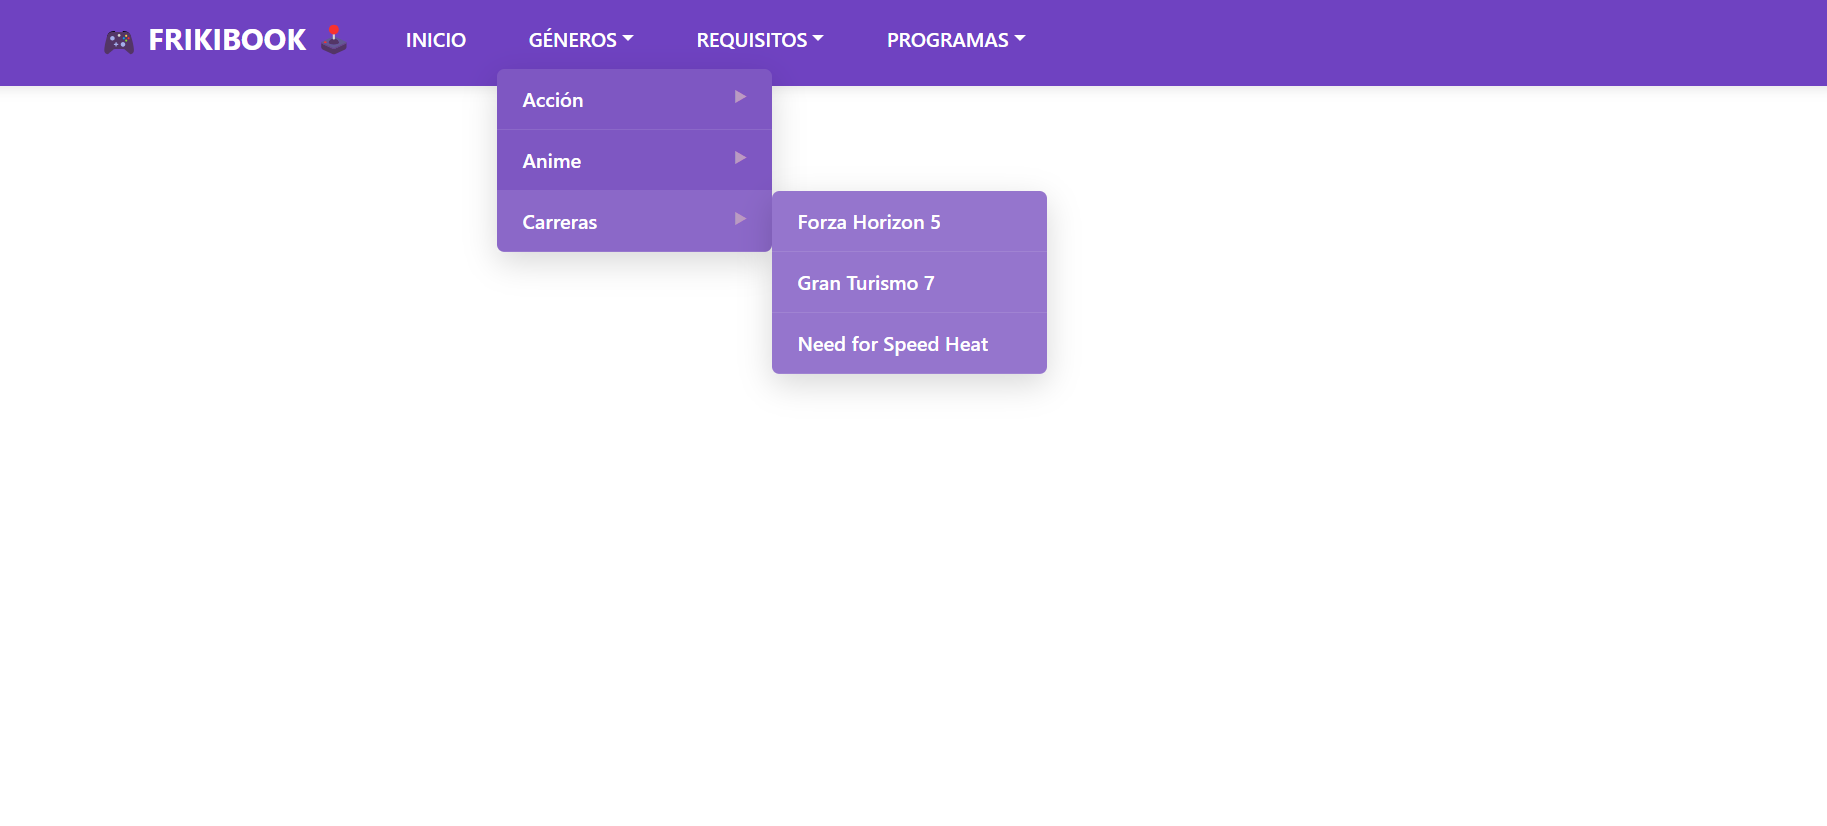 FRIKIBOOK
INICIO
GÉNEROS
REQUISITOS
PROGRAMAS
Acción
Anime
Carreras
Forza Horizon 5
Gran Turismo 7
Need for Speed Heat